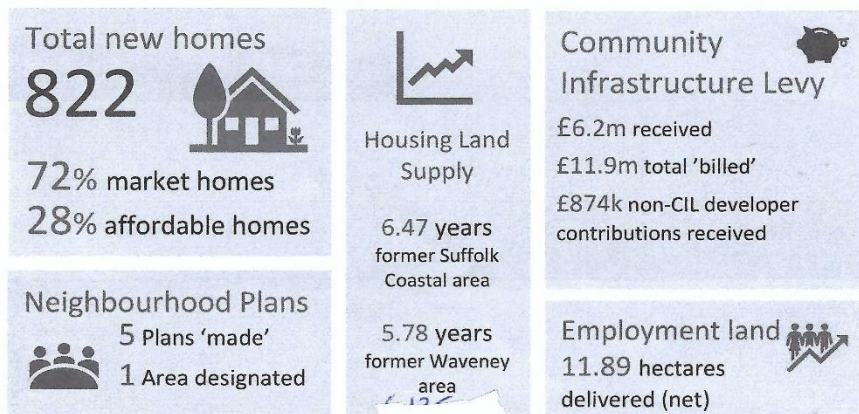 Total new homes
822
72% market homes
28% affordable homes
Neighbourhood Plans
5 Plans ‘made’
1 Area designated
Housing Land
Supply
6.47 years
former Suffolk
Coastal area
5.78 years
former Waveney
area
Community
Infrastructure Levy
£6.2m received
£11.9m total ’billed’
£874k non-CIL developer
contributions received
Employment land
11.89 hectares
delivered (net)